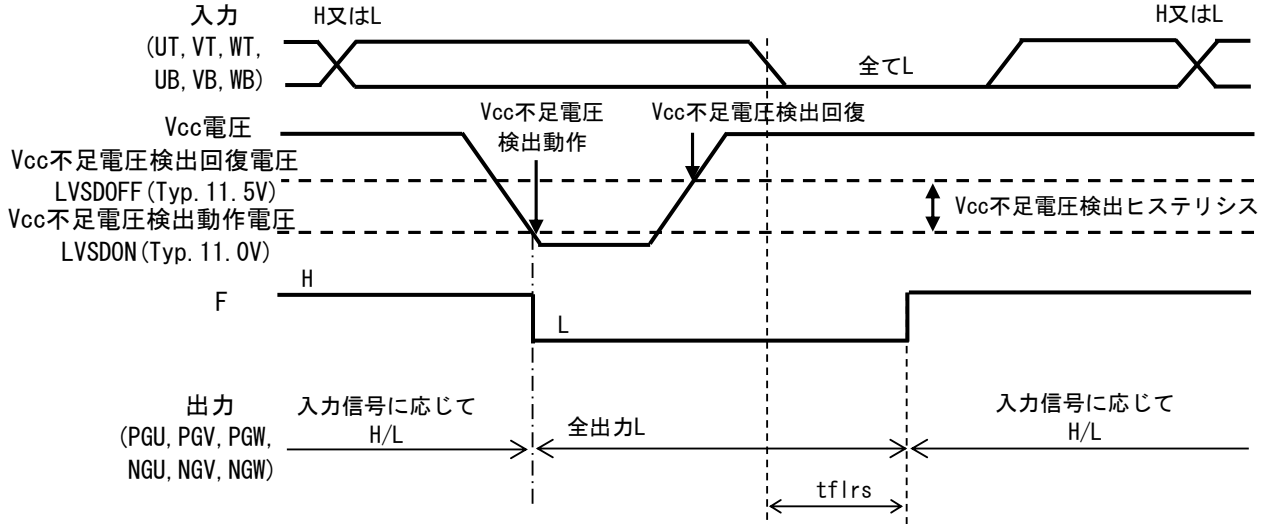 入力
(UT, VT, WT,
UB, VB, WB)
H又はL
全てL
H又はL
Vcc電圧
Vcc不足電圧
検出動作
Vcc不足電圧検出回復
Vcc不足電圧検出回復電圧
LVSDOFF(Typ. 11. 5V)
Vcc不足電圧検出動作電圧
LVSDON(Typ. 11. 0V)
Vcc不足電圧検出ヒステリシス
F
H
L
出力
(PGU, PGV, PGW,
NGU, NGV, NGW)
入力信号に応じて
H/L
全出力L
入力信号に応じて
H/L
tflrs